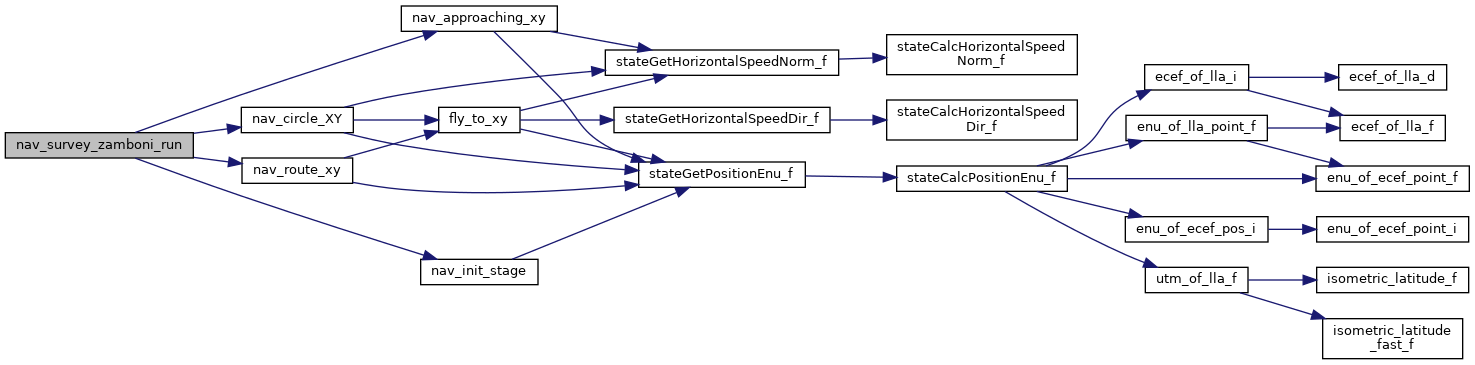 nav_survey_zamboni_run
nav_approaching_xy
nav_circle_XY
nav_route_xy
nav_init_stage
fly_to_xy
stateGetHorizontalSpeedNorm_f
stateGetHorizontalSpeedDir_f
stateGetPositionEnu_f
stateCalcHorizontalSpeed
Norm_f
stateCalcHorizontalSpeed
Dir_f
stateCalcPositionEnu_f
ecef_of_lla_i
enu_of_lla_point_f
enu_of_ecef_pos_i
utm_of_lla_f
ecef_of_lla_d
ecef_of_lla_f
enu_of_ecef_point_f
enu_of_ecef_point_i
isometric_latitude_f
isometric_latitude
_fast_f